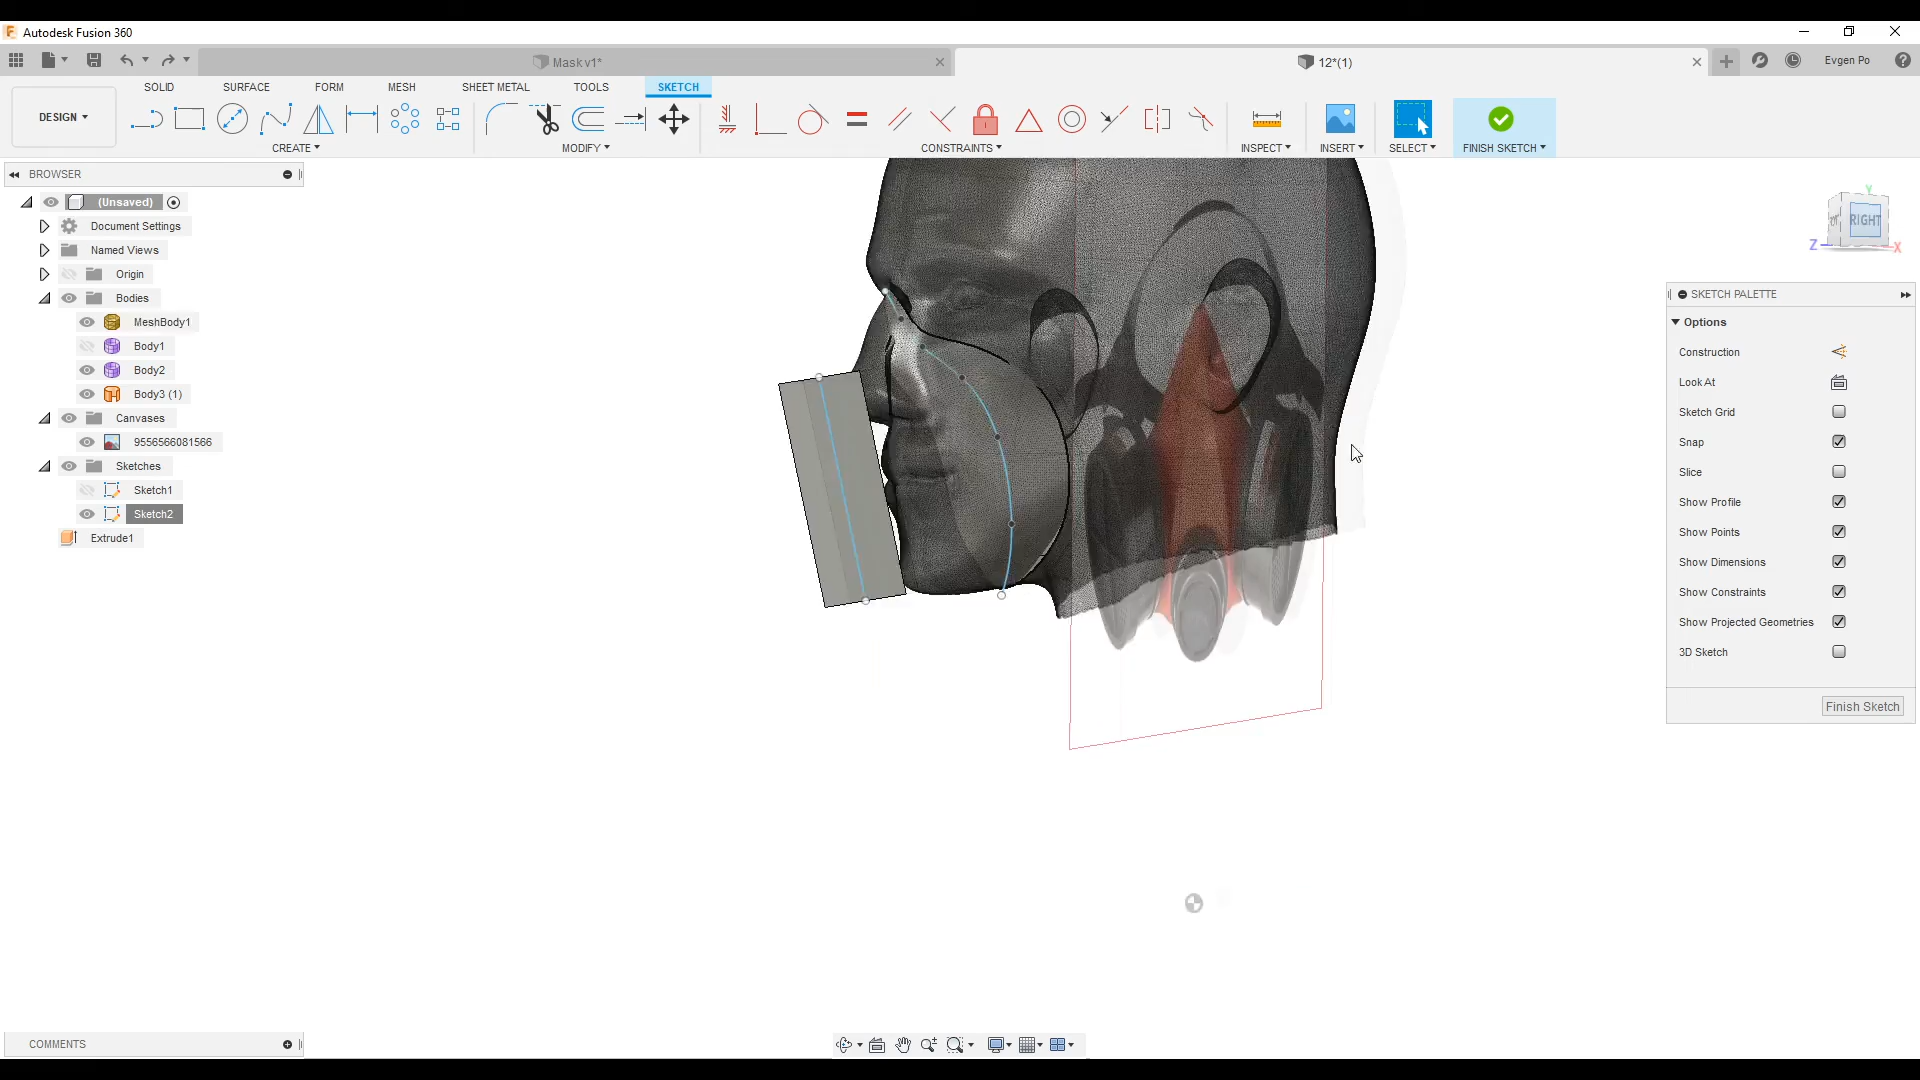 Autodesk Fusion 360
Mask v1*
12*(1)
Evgen Po
SOLID SURFACE FORM MESH SHEET METAL TOOLS SKETCH
DESIGN
CREATE MODIFY CONSTRAINTS INSPECT INSERT SELECT FINISH SKETCH
BROWSER
(Unsaved)
Document Settings
Named Views
Origin
Bodies
MeshBody1
Body1
Body2
Body3 (1)
Canvases
9556566081566
Sketches
Sketch1
Sketch2
Extrude1
Y
RIGHT
Z
X
SKETCH PALETTE
Options
Construction
Look At
Sketch Grid
Snap
Slice
Show Profile
Show Points
Show Dimensions
Show Constraints
Show Projected Geometries
3D Sketch
Finish Sketch
COMMENTS